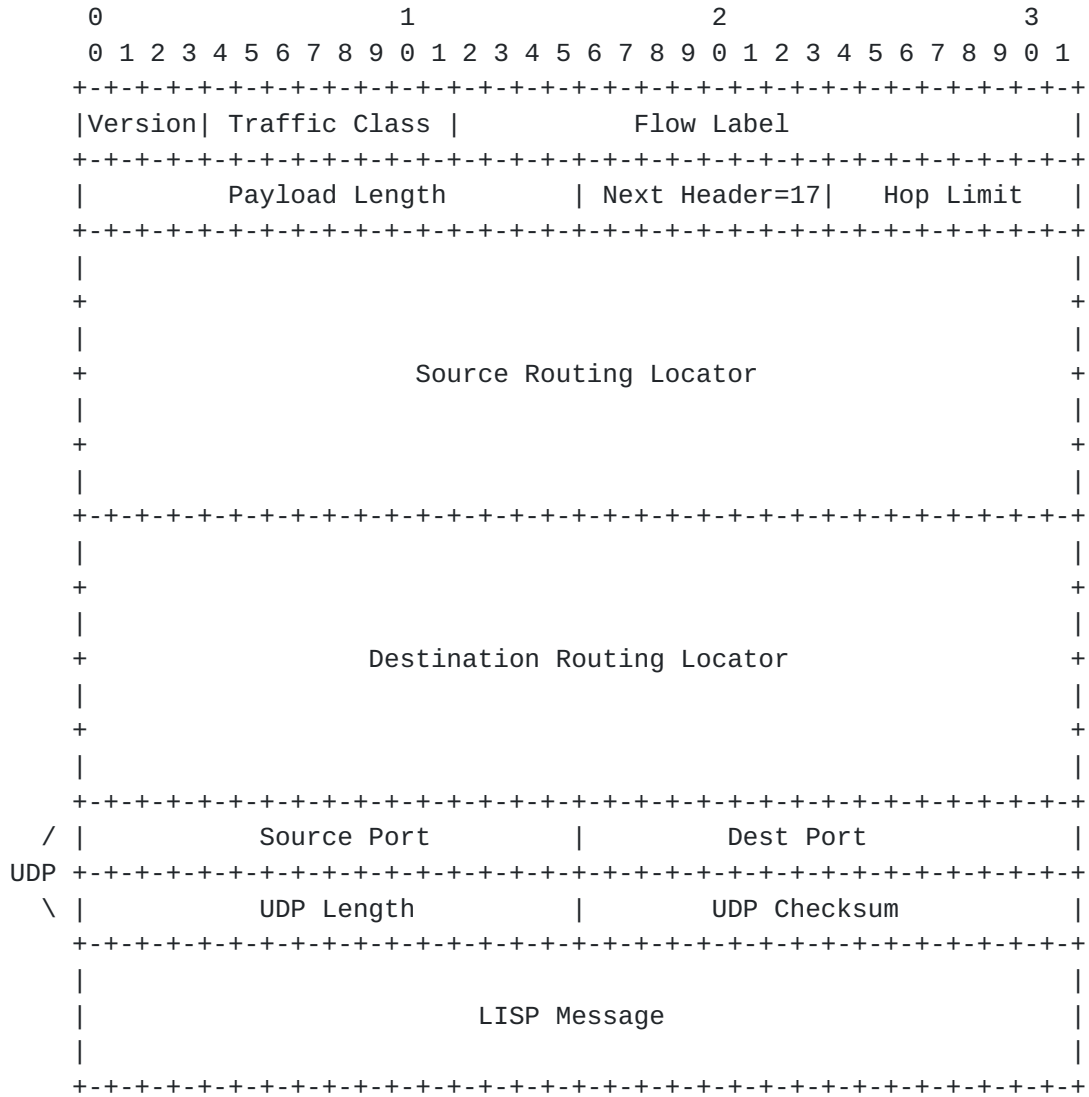 0                   1                   2                   3
 0 1 2 3 4 5 6 7 8 9 0 1 2 3 4 5 6 7 8 9 0 1 2 3 4 5 6 7 8 9 0 1
+-+-+-+-+-+-+-+-+-+-+-+-+-+-+-+-+-+-+-+-+-+-+-+-+-+-+-+-+-+-+-+-+
|Version| Traffic Class |           Flow Label                  |
+-+-+-+-+-+-+-+-+-+-+-+-+-+-+-+-+-+-+-+-+-+-+-+-+-+-+-+-+-+-+-+-+
|         Payload Length        | Next Header=17|   Hop Limit   |
+-+-+-+-+-+-+-+-+-+-+-+-+-+-+-+-+-+-+-+-+-+-+-+-+-+-+-+-+-+-+-+-+
|                                                               |
+                                                               +
|                                                               |
+                     Source Routing Locator                    +
|                                                               |
+                                                               +
|                                                               |
+-+-+-+-+-+-+-+-+-+-+-+-+-+-+-+-+-+-+-+-+-+-+-+-+-+-+-+-+-+-+-+-+
|                                                               |
+                                                               +
|                                                               |
+                  Destination Routing Locator                  +
|                                                               |
+                                                               +
|                                                               |
+-+-+-+-+-+-+-+-+-+-+-+-+-+-+-+-+-+-+-+-+-+-+-+-+-+-+-+-+-+-+-+-+
/ |           Source Port         |         Dest Port             |
UDP +-+-+-+-+-+-+-+-+-+-+-+-+-+-+-+-+-+-+-+-+-+-+-+-+-+-+-+-+-+-+-+-+
\ |           UDP Length          |        UDP Checksum           |
+-+-+-+-+-+-+-+-+-+-+-+-+-+-+-+-+-+-+-+-+-+-+-+-+-+-+-+-+-+-+-+-+
|                                                               |
|                         LISP Message                          |
|                                                               |
+-+-+-+-+-+-+-+-+-+-+-+-+-+-+-+-+-+-+-+-+-+-+-+-+-+-+-+-+-+-+-+-+